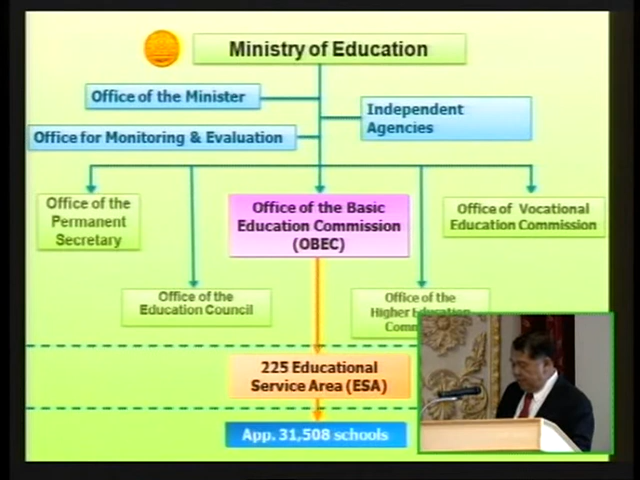 Ministry of Education
Office of the Minister
Independent
Agencies
Office for Monitoring & Evaluation
Office of the
Permanent
Secretary
Office of the Basic
Education Commission
(OBEC)
Office of Vocational
Education Commission
Office of the
Education Council
Office of the
Higher Education
225 Educational
Service Area (ESA)
App. 31,508 schools